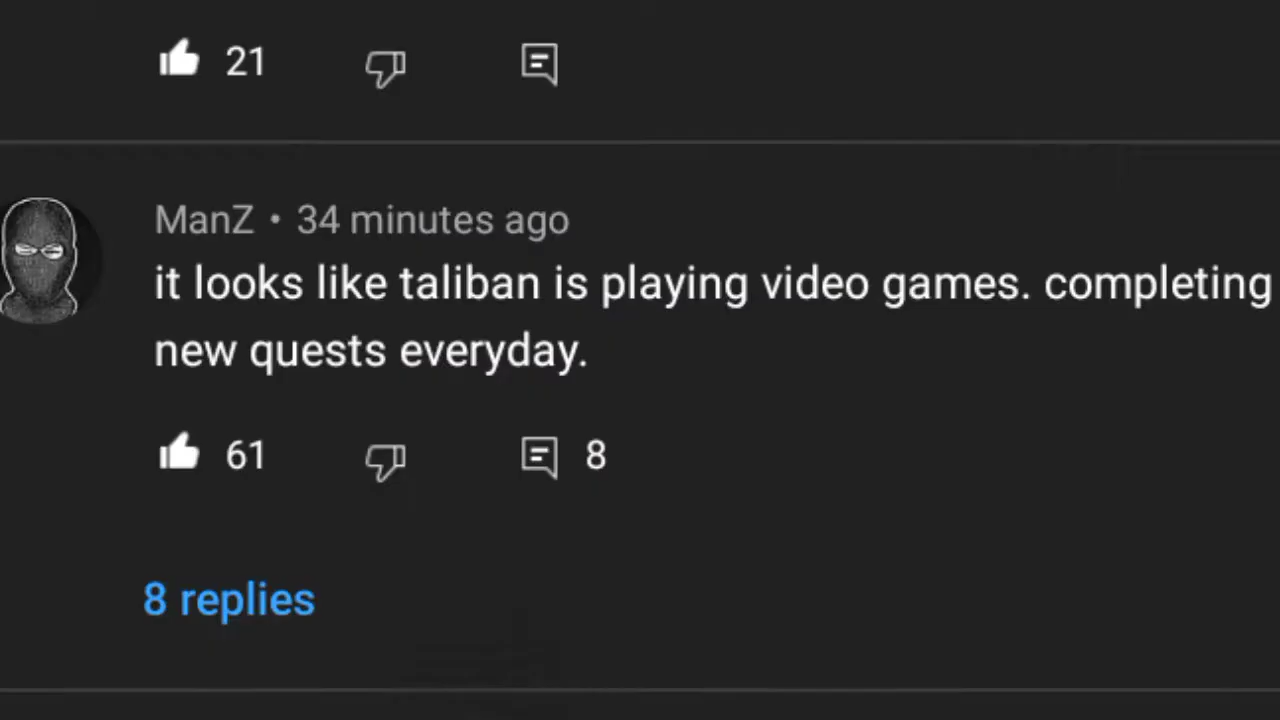 21
ManZ • 34 minutes ago
it looks like taliban is playing video games. completing
new quests everyday.
61 8
8 replies